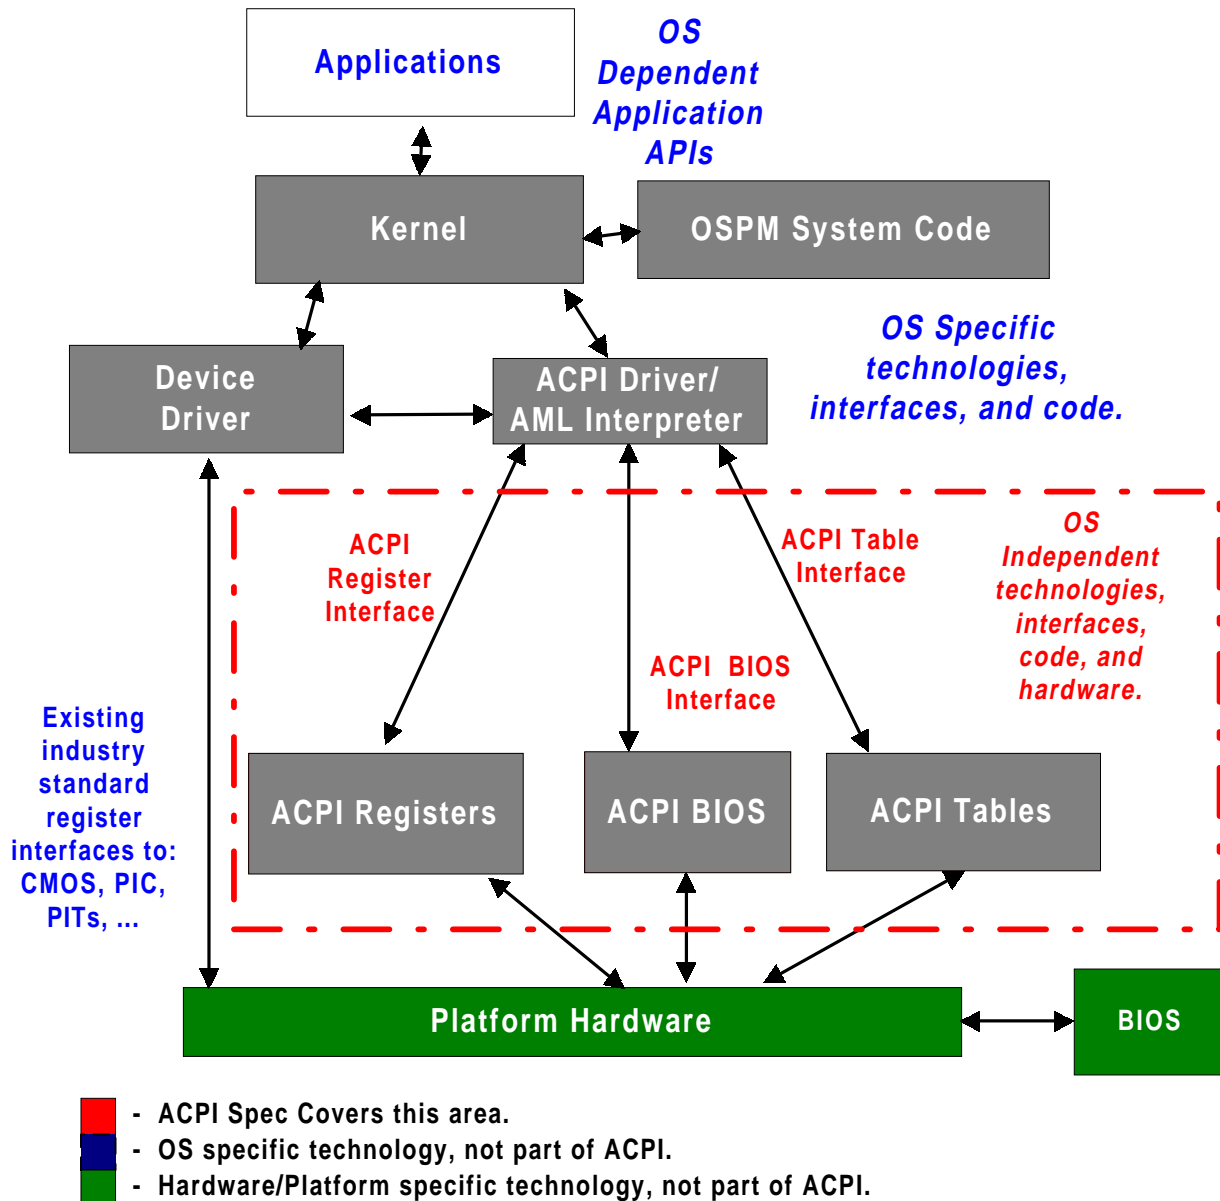 Applications
OS
Dependent
Application
APIs
Kernel
OSPM System Code
OS Specific
technologies,
interfaces, and code.
Device
Driver
ACPI Driver/
AML Interpreter
ACPI
Register
Interface
ACPI Table
Interface
OS
Independent
technologies,
interfaces,
code, and
hardware.
ACPI BIOS
Interface
Existing
industry
standard
register
interfaces to:
CMOS, PIC,
PITs, ...
ACPI Registers
ACPI BIOS
ACPI Tables
Platform Hardware
BIOS
- ACPI Spec Covers this area.
- OS specific technology, not part of ACPI.
- Hardware/Platform specific technology, not part of ACPI.